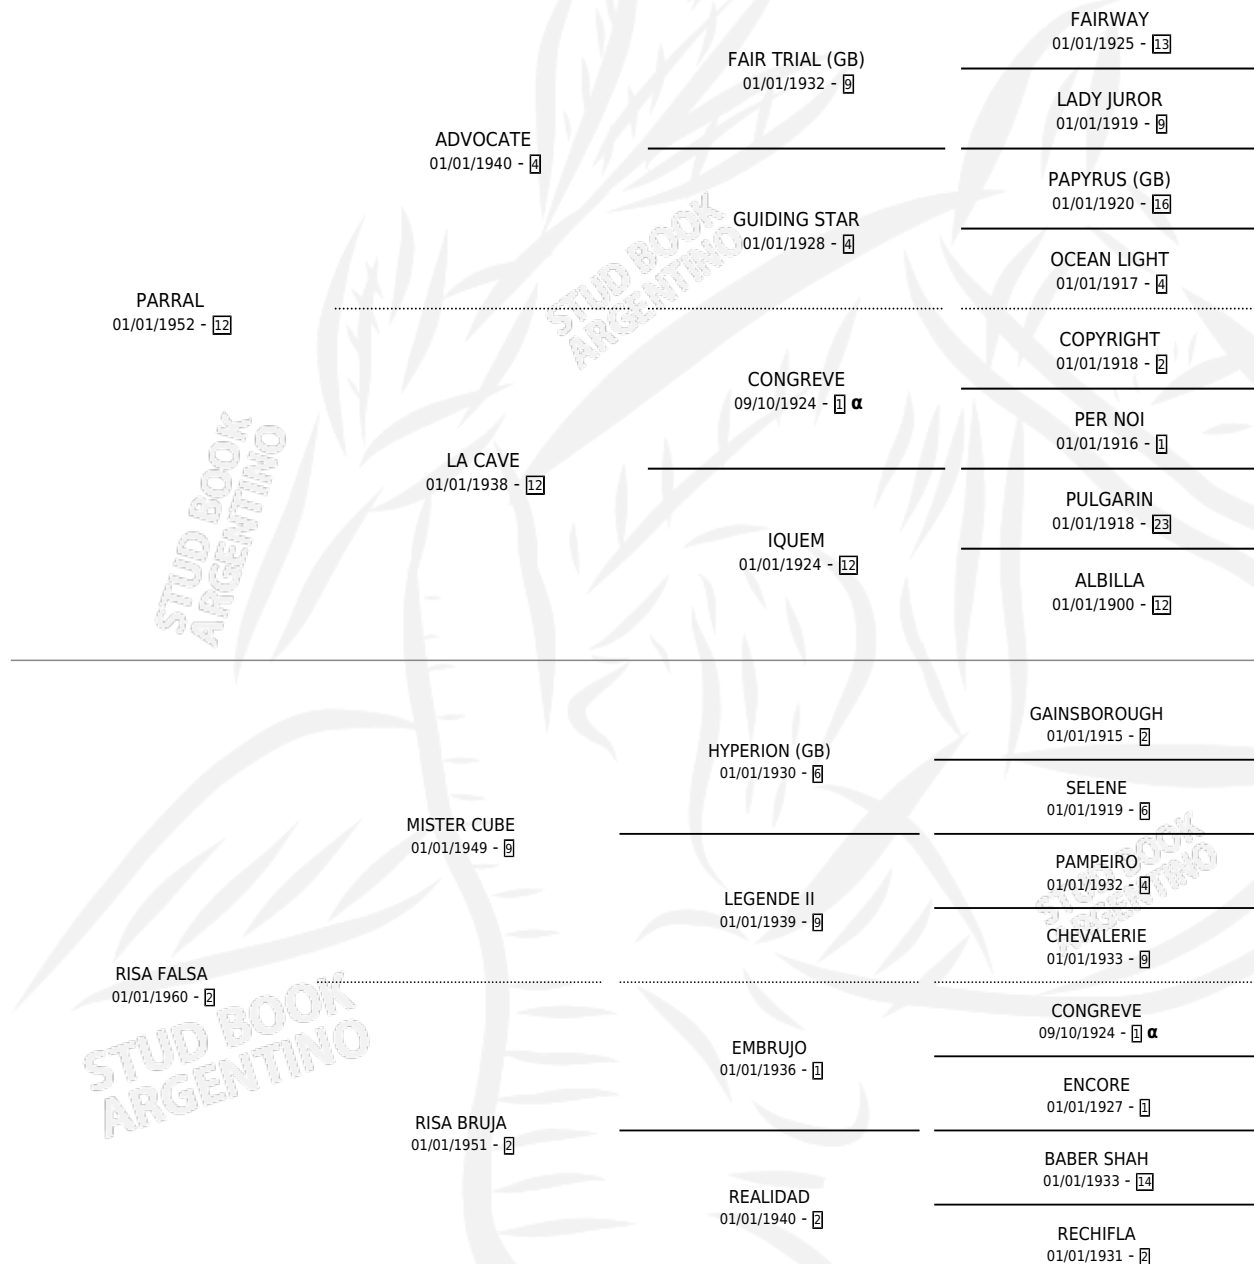 PARRAL
01/01/1952 - 12
ADVOCATE
01/01/1940 - 4
FAIR TRIAL (GB)
01/01/1932 - 9
FAIRWAY
01/01/1925 - 13
LADY JUROR
01/01/1919 - 9
GUIDING STAR
01/01/1928 - 4
PAPYRUS (GB)
01/01/1920 - 16
OCEAN LIGHT
01/01/1917 - 4
LA CAVE
01/01/1938 - 12
CONGREVE
09/10/1924 - 1 α
COPYRIGHT
01/01/1918 - 2
PER NOI
01/01/1916 - 1
IQUEM
01/01/1924 - 12
PULGARIN
01/01/1918 - 23
ALBILLA
01/01/1900 - 12
RISA FALSA
01/01/1960 - 2
MISTER CUBE
01/01/1949 - 9
HYPERION (GB)
01/01/1930 - 6
GAINSBOROUGH
01/01/1915 - 2
SELENE
01/01/1919 - 6
LEGENDE II
01/01/1939 - 9
PAMPEIRO
01/01/1932 - 4
CHEVALERIE
01/01/1933 - 9
RISA BRUJA
01/01/1951 - 2
EMBRUJO
01/01/1936 - 1
CONGREVE
09/10/1924 - 1 α
ENCORE
01/01/1927 - 1
REALIDAD
01/01/1940 - 2
BABER SHAH
01/01/1933 - 14
RECHIFLA
01/01/1931 - 2
STUD BOOK
ARGENTINO
STUD BOOK
ARGENTINO
STUD BOOK
ARGENTINO
STUD BOOK
ARGENTINO